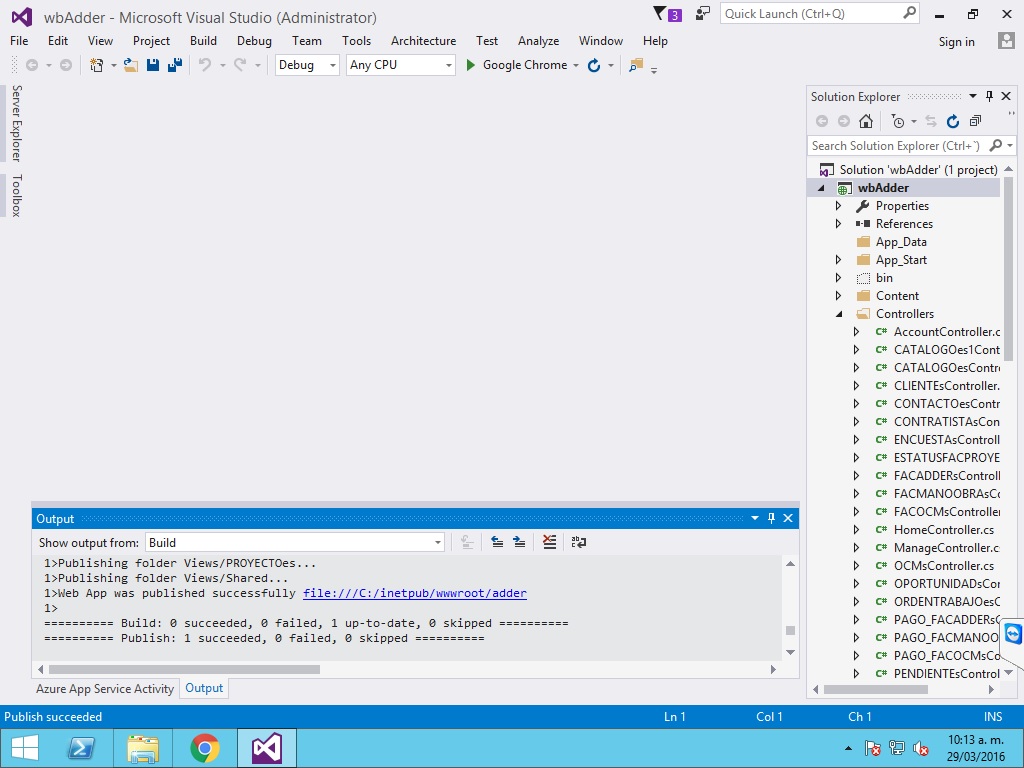 wbAdder - Microsoft Visual Studio (Administrator)
3
Quick Launch (Ctrl+Q)
File Edit View Project Build Debug Team Tools Architecture Test Analyze Window Help
Sign in
Debug Any CPU Google Chrome
Server Explorer
Toolbox
Solution Explorer
Search Solution Explorer (Ctrl+`)
Solution 'wbAdder' (1 project)
wbAdder
Properties
References
App_Data
App_Start
bin
Content
Controllers
C# AccountController.c
C# CATALOGOes1Cont
C# CATALOGOesContr
C# CLIENTEsController.
C# CONTACTOesContr
C# CONTRATISTAsCon
C# ENCUESTAsControll
C# ESTATUSFACPROYE
C# FACADDERsControll
C# FACMANOOBRAsCo
C# FACOCMsController
C# HomeController.cs
C# ManageController.c
C# OCMsController.cs
C# OPORTUNIDADsCor
C# ORDENTRABAJOesC
C# PAGO_FACADDERsC
C# PAGO_FACMANOO
C# PAGO_FACOCMsCo
C# PENDIENTEsControl
Output
Show output from: Build
1>Publishing folder Views/PROYECTOes...
1>Publishing folder Views/Shared...
1>Web App was published successfully file:///C:/inetpub/wwwroot/adder
1>
========== Build: 0 succeeded, 0 failed, 1 up-to-date, 0 skipped ==========
========== Publish: 1 succeeded, 0 failed, 0 skipped ==========
Azure App Service Activity Output
Publish succeeded Ln 1 Col 1 Ch 1 INS
10:13 a. m.
29/03/2016